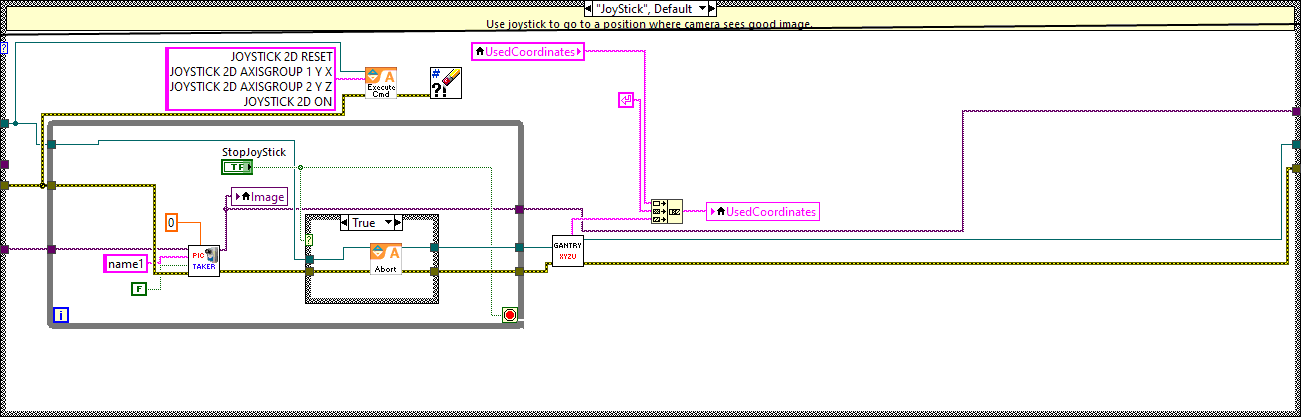 "JoyStick", Default
Use joystick to go to a position where camera sees good image.
JOYSTICK 2D RESET
JOYSTICK 2D AXISGROUP 1 Y X
JOYSTICK 2D AXISGROUP 2 Y Z
JOYSTICK 2D ON
A
Execute
Cmd
#
?!
UsedCoordinates
?
StopJoyStick
TF
Image
0
True
?
PIC
TAKER
name1
F
A
Abort
GANTRY
XYZU
UsedCoordinates
i